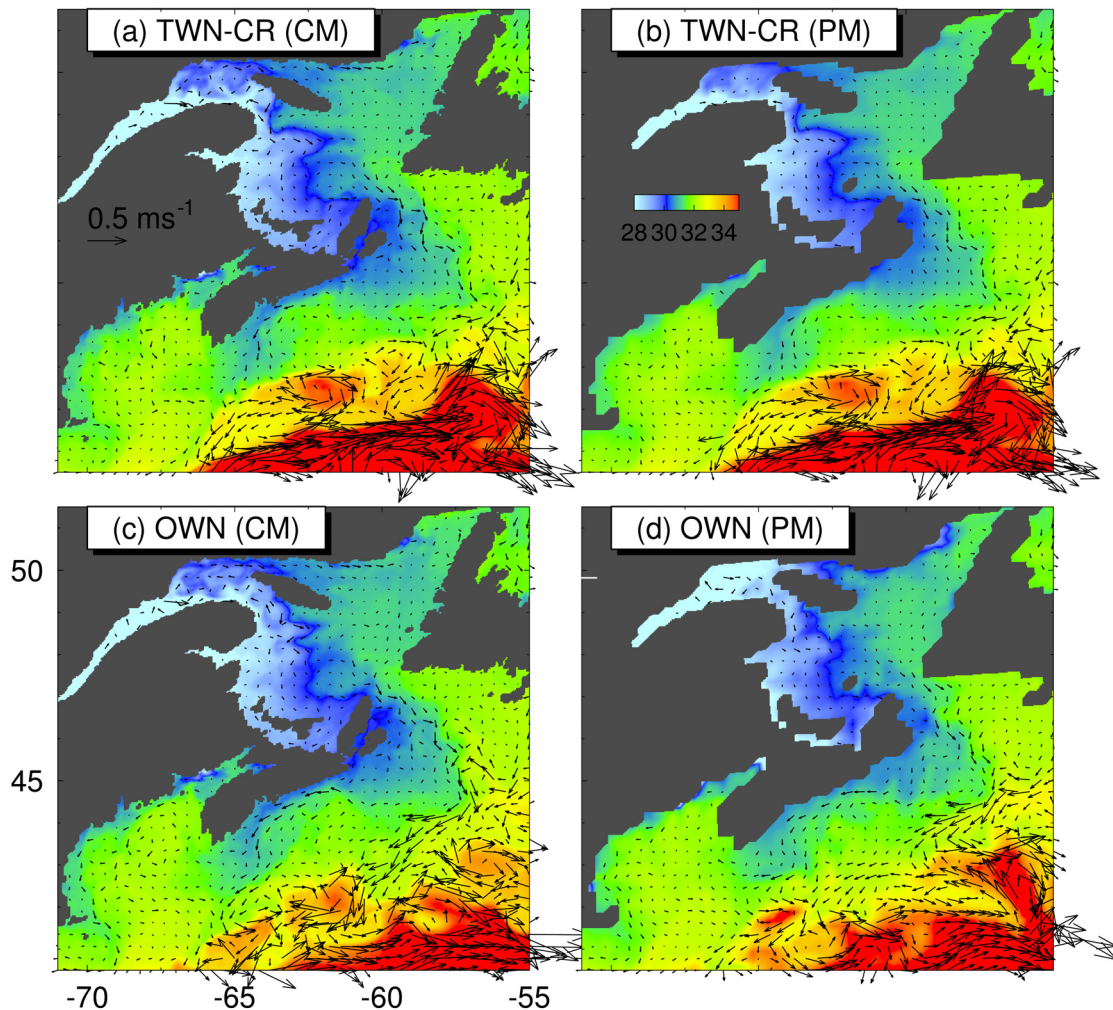 (a) TWN-CR (CM)
(b) TWN-CR (PM)
0.5 ms⁻¹
28 30 32 34
(c) OWN (CM)
(d) OWN (PM)
50
45
-70 -65 -60 -55